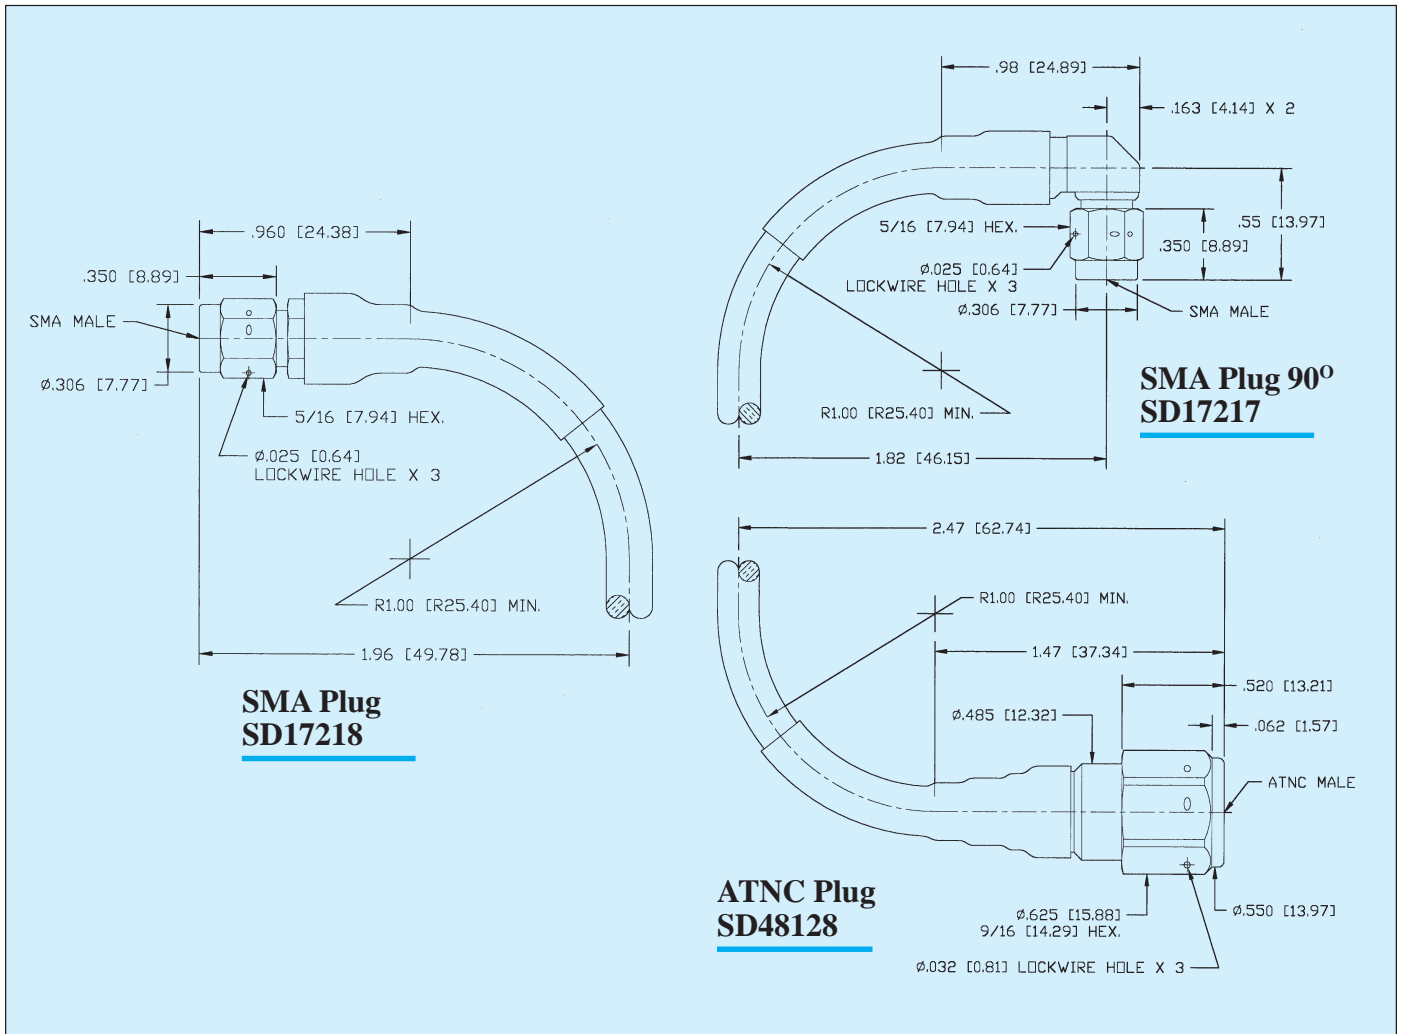 .960 [24.38]
.350 [8.89]
SMA MALE
Ø.306 [7.77]
5/16 [7.94] HEX.
Ø.025 [0.64]
LOCKWIRE HOLE X 3
R1.00 [R25.40] MIN.
1.96 [49.78]
SMA Plug
SD17218
.98 [24.89]
.163 [4.14] X 2
5/16 [7.94] HEX.
.55 [13.97]
.350 [8.89]
Ø.025 [0.64]
LOCKWIRE HOLE X 3
Ø.306 [7.77]
SMA MALE
R1.00 [R25.40] MIN.
1.82 [46.15]
SMA Plug 90º
SD17217
2.47 [62.74]
R1.00 [R25.40] MIN.
1.47 [37.34]
.520 [13.21]
Ø.485 [12.32]
.062 [1.57]
ATNC MALE
Ø.625 [15.88]
9/16 [14.29] HEX.
Ø.550 [13.97]
Ø.032 [0.81] LOCKWIRE HOLE X 3
ATNC Plug
SD48128